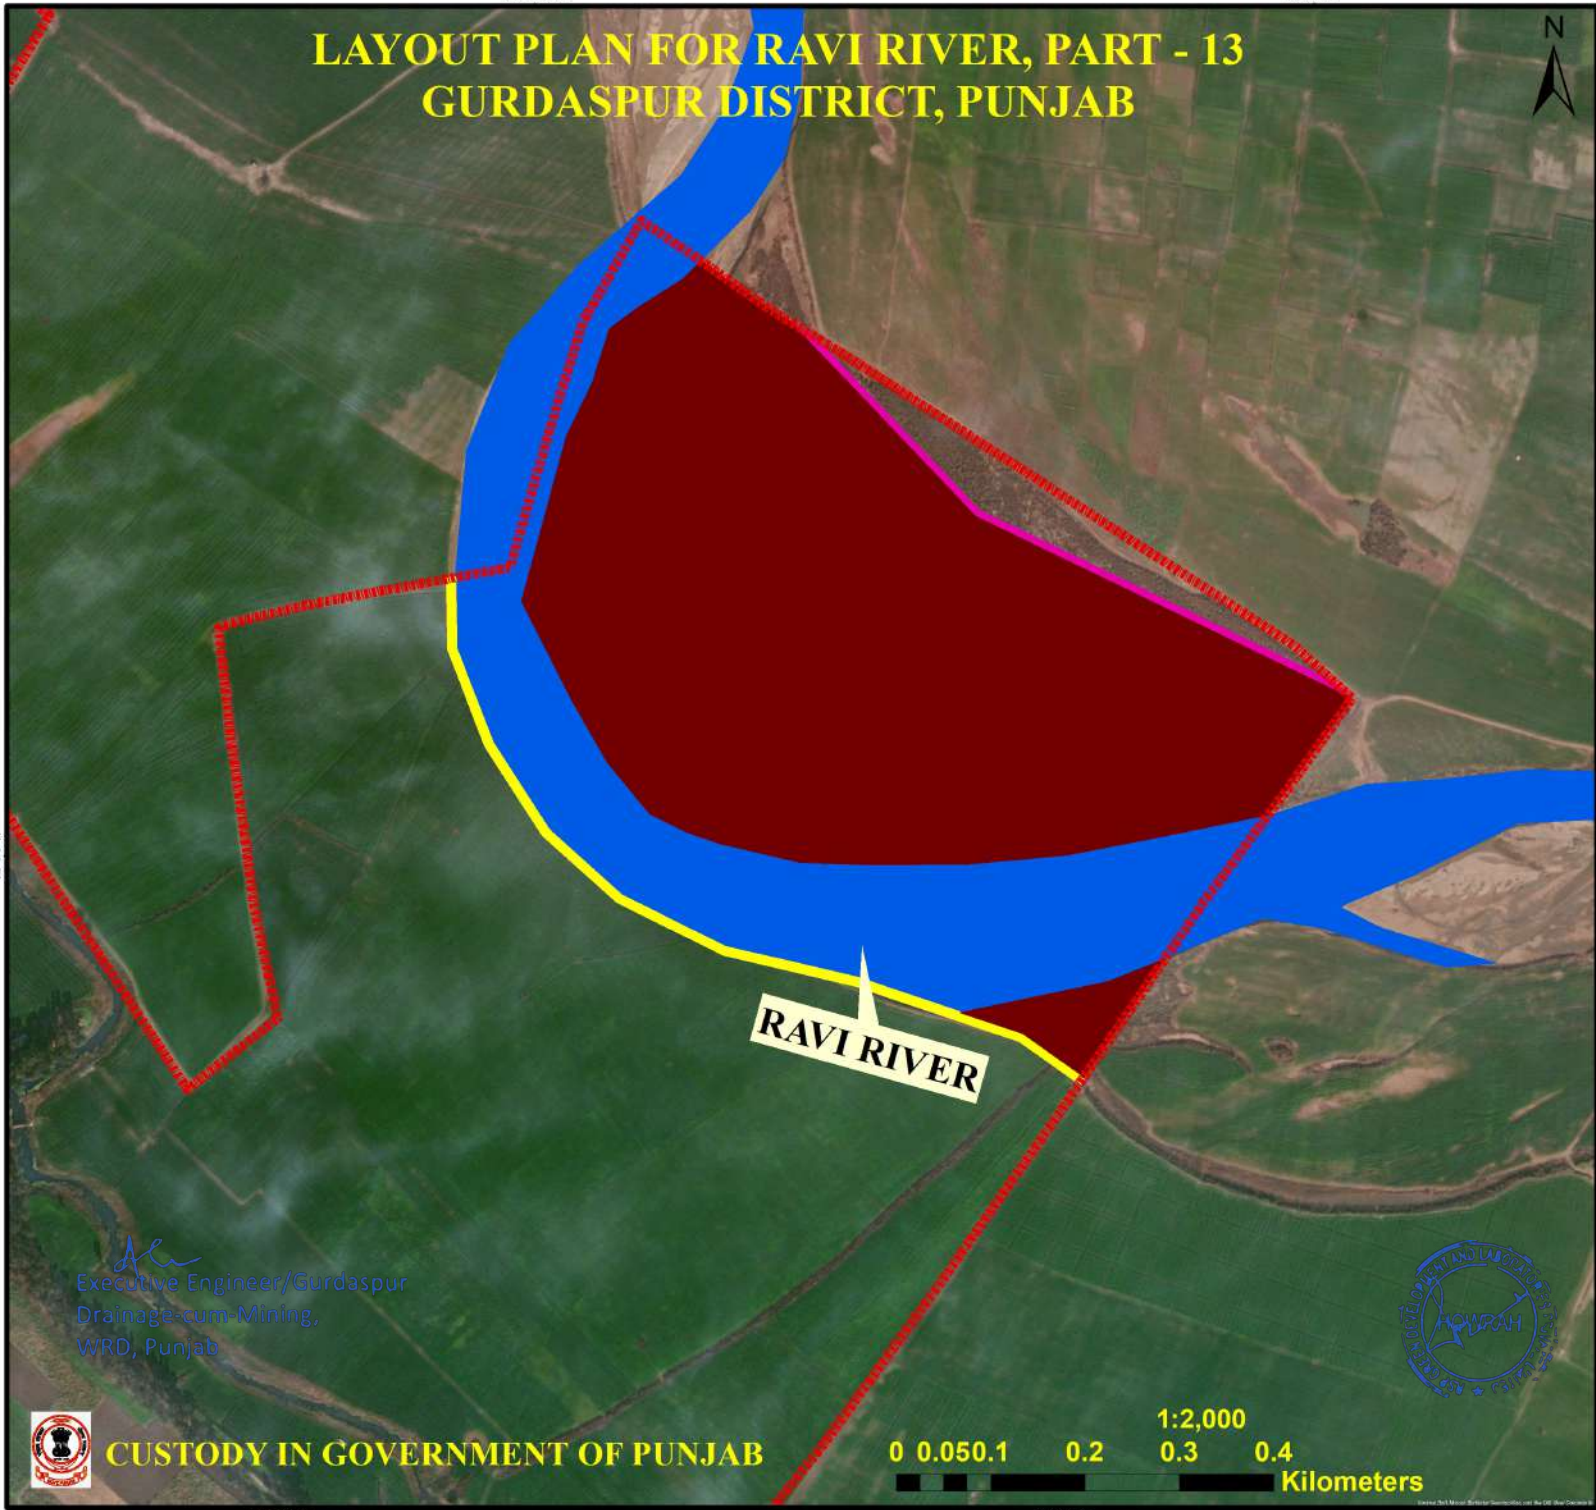 LAYOUT PLAN FOR RAVI RIVER, PART - 13
GURDASPUR DISTRICT, PUNJAB
N
RAVI RIVER
Executive Engineer/Gurdaspur
Drainage-cum-Mining,
WRD, Punjab
HOWRAH
CUSTODY IN GOVERNMENT OF PUNJAB
1:2,000
0 0.050.1 0.2 0.3 0.4
Kilometers